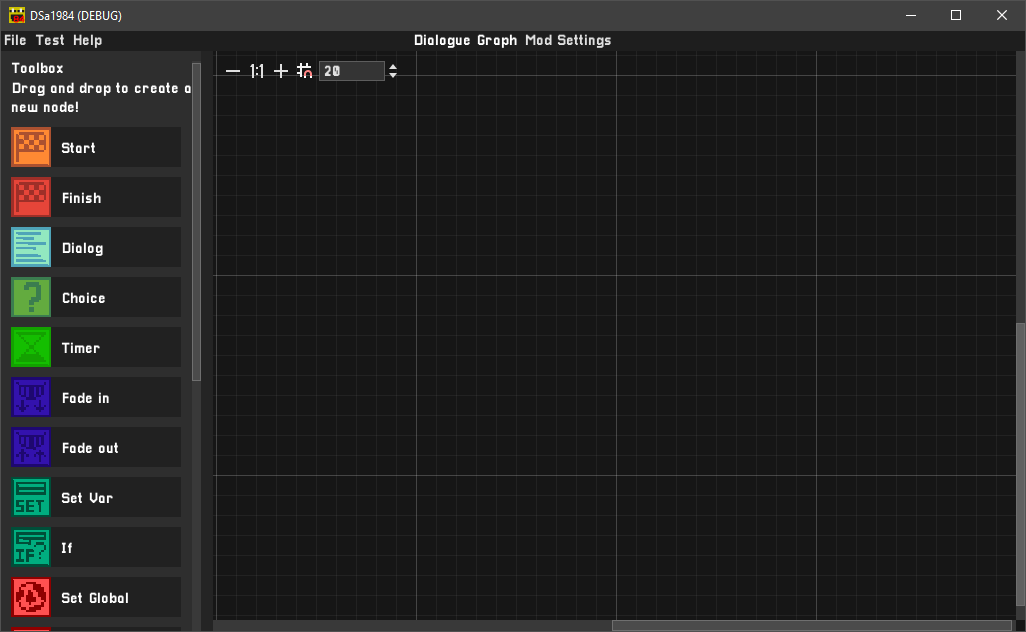 DSa1984 (DEBUG)
File Test Help
Dialogue Graph Mod Settings
Toolbox
Drag and drop to create a
new node!
1:1
20
Start
Finish
Dialog
Choice
Timer
Fade in
Fade out
SET
Set Var
IF?
If
Set Global